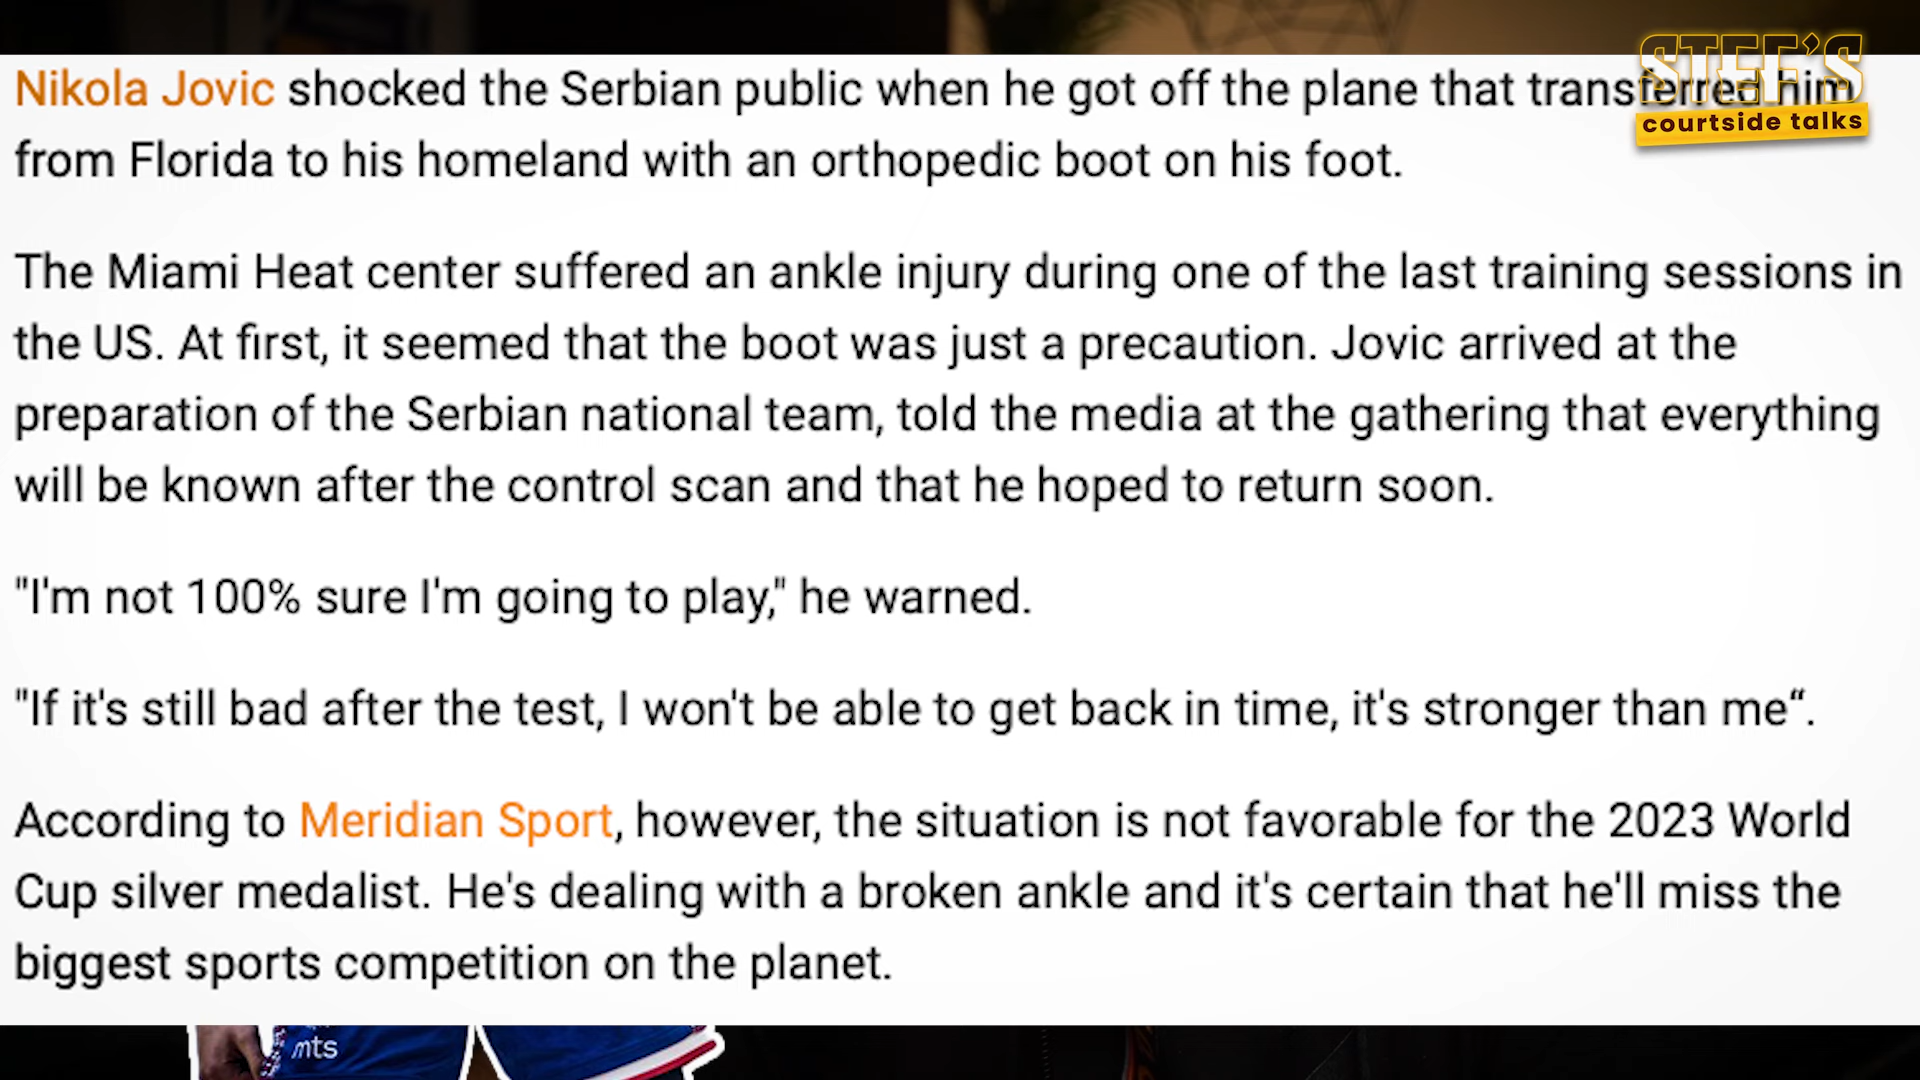 STEF'S
courtside talks
Nikola Jovic shocked the Serbian public when he got off the plane that transferred him
from Florida to his homeland with an orthopedic boot on his foot.
The Miami Heat center suffered an ankle injury during one of the last training sessions in
the US. At first, it seemed that the boot was just a precaution. Jovic arrived at the
preparation of the Serbian national team, told the media at the gathering that everything
will be known after the control scan and that he hoped to return soon.
"I'm not 100% sure I'm going to play," he warned.
"If it's still bad after the test, I won't be able to get back in time, it's stronger than me“.
According to Meridian Sport, however, the situation is not favorable for the 2023 World
Cup silver medalist. He's dealing with a broken ankle and it's certain that he'll miss the
biggest sports competition on the planet.
mts